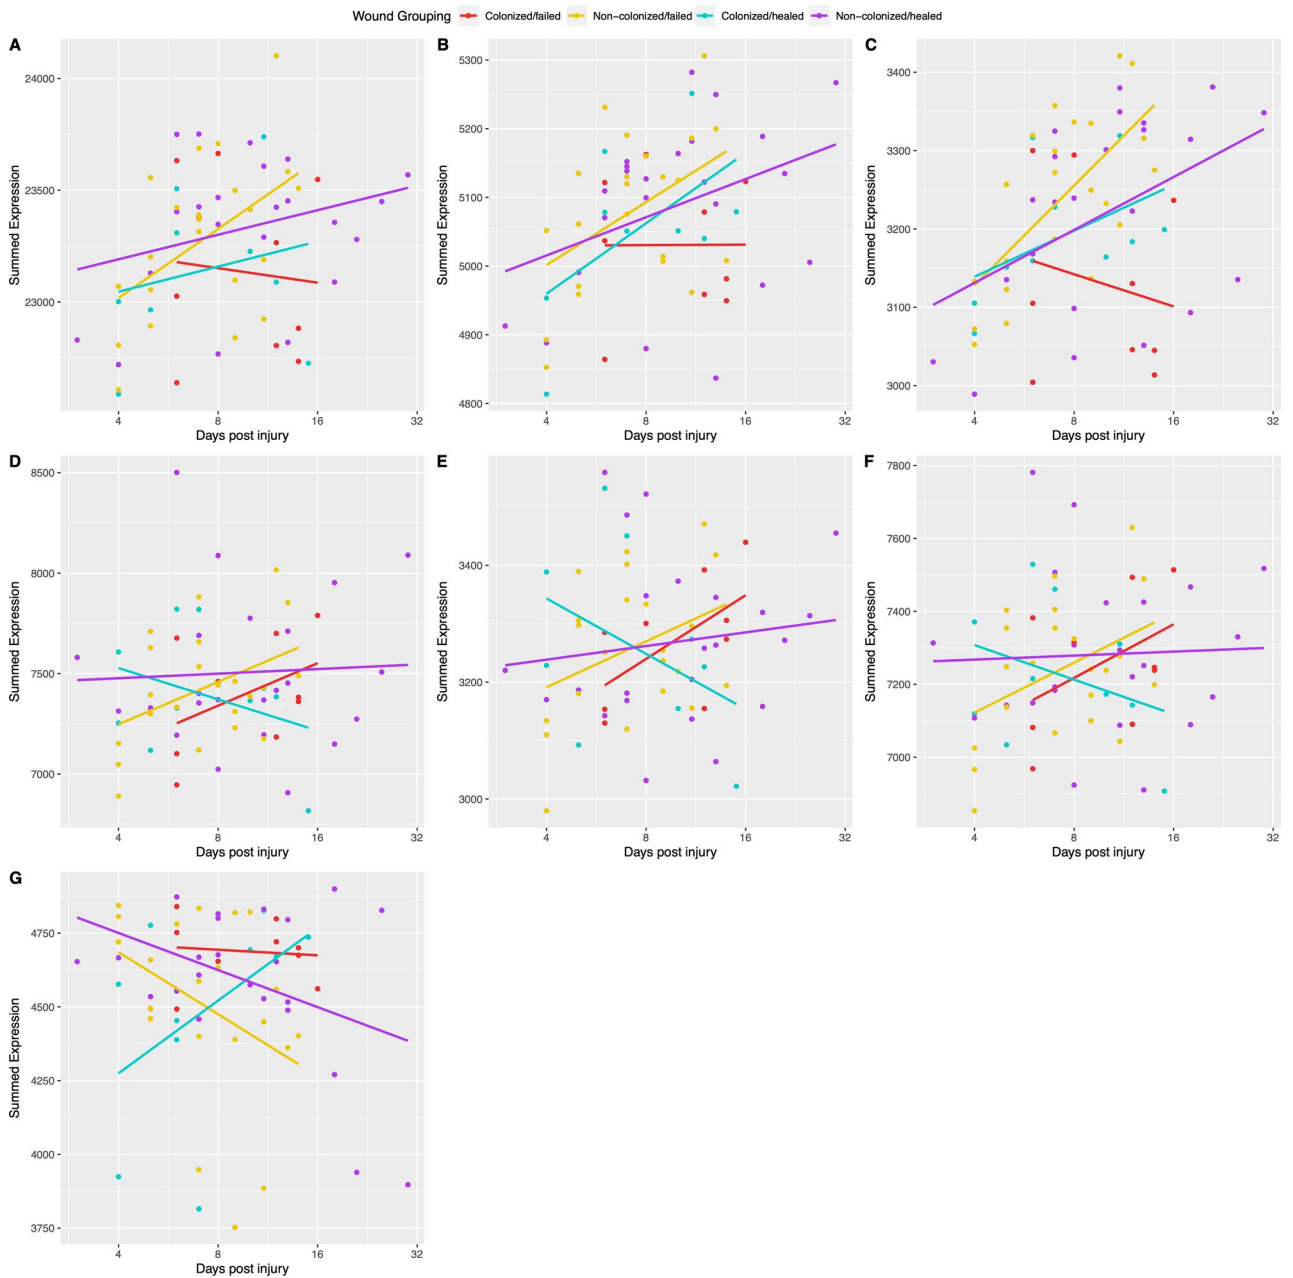 Wound Grouping Colonized/failed Non-colonized/failed Colonized/healed Non-colonized/healed
A
24000
23500
23000
Summed Expression
4 8 16 32
Days post injury
B
5300
5200
5100
5000
4900
4800
Summed Expression
4 8 16 32
Days post injury
C
3400
3300
3200
3100
3000
Summed Expression
4 8 16 32
Days post injury
D
8500
8000
7500
7000
Summed Expression
4 8 16 32
Days post injury
E
3400
3200
3000
Summed Expression
4 8 16 32
Days post injury
F
7800
7600
7400
7200
7000
Summed Expression
4 8 16 32
Days post injury
G
4750
4500
4250
4000
3750
Summed Expression
4 8 16 32
Days post injury